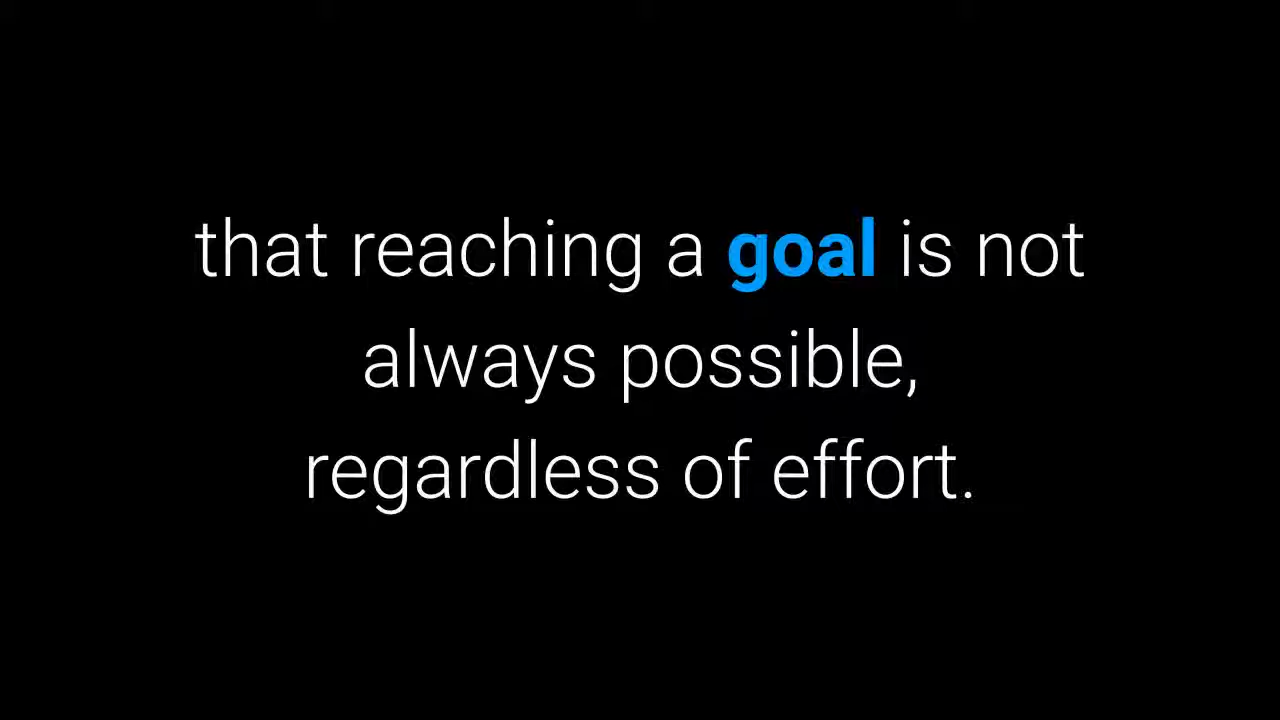 that reaching a goal is not
always possible,
regardless of effort.